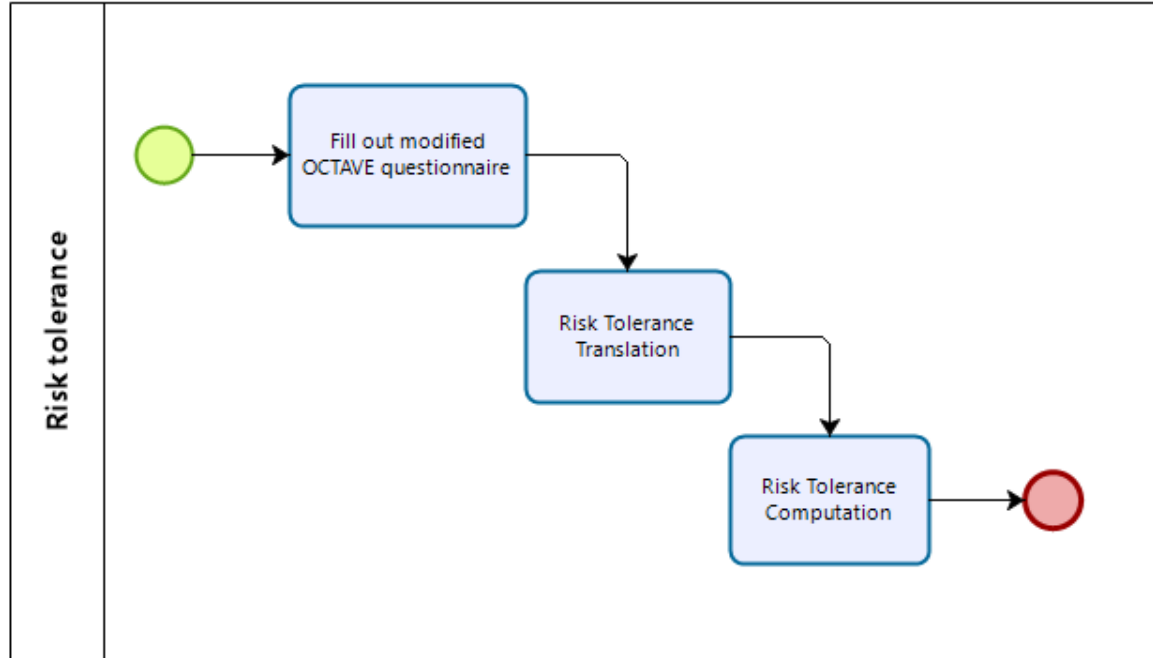 Risk tolerance
Fill out modified
OCTAVE questionnaire
Risk Tolerance
Translation
Risk Tolerance
Computation